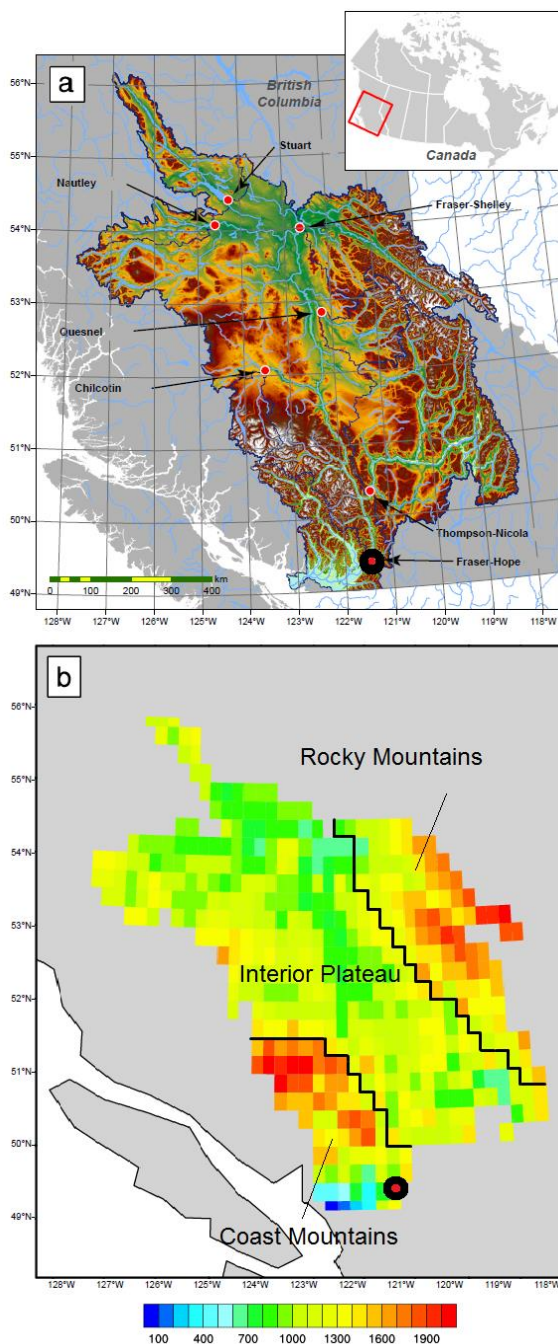 a
British
Columbia
Canada
56°N
55°N
54°N
53°N
52°N
51°N
50°N
49°N
Stuart
Nautley
Fraser-Shelley
Quesnel
Chilcotin
Thompson-Nicola
Fraser-Hope
km
0 100 200 300 400
128°W 127°W 126°W 125°W 124°W 123°W 122°W 121°W 120°W 119°W 118°W 117°W
b
56°N
55°N
54°N
53°N
52°N
51°N
50°N
49°N
Rocky Mountains
Interior Plateau
Coast Mountains
128°W 127°W 126°W 125°W 124°W 123°W 122°W 121°W 120°W 119°W 118°W
100 400 700 1000 1300 1600 1900